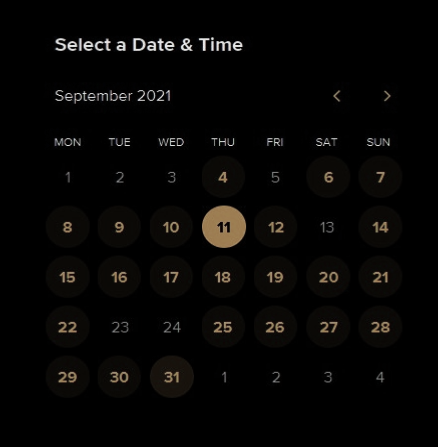 Select a Date & Time
September 2021
MON TUE WED THU FRI SAT SUN
1 2 3 4 5 6 7
8 9 10 11 12 13 14
15 16 17 18 19 20 21
22 23 24 25 26 27 28
29 30 31 1 2 3 4